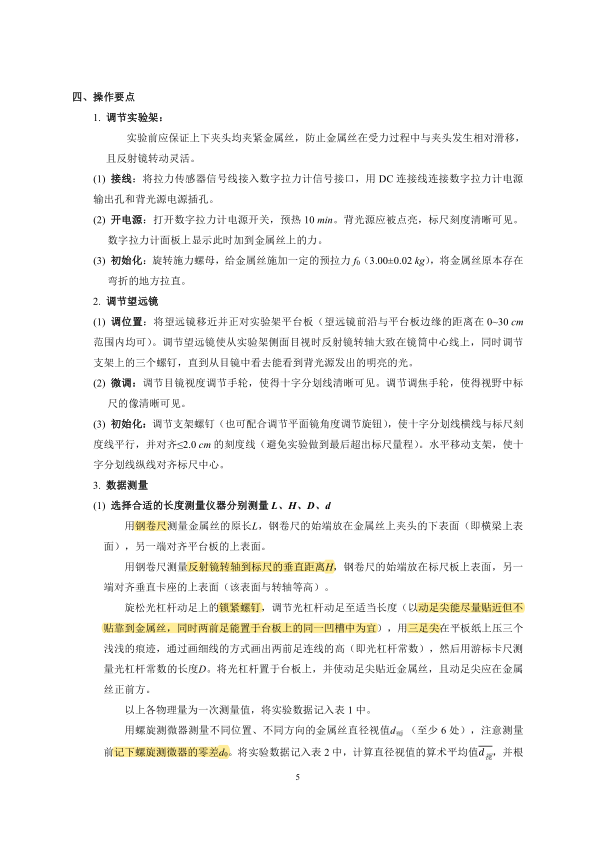 四、操作要点
1. 调节实验架：
实验前应保证上下夹头均夹紧金属丝，防止金属丝在受力过程中与夹头发生相对滑移，
且反射镜转动灵活。
(1) 接线：将拉力传感器信号线接入数字拉力计信号接口，用 DC 连接线连接数字拉力计电源
输出孔和背光源电源插孔。
(2) 开电源：打开数字拉力计电源开关，预热 10 min。背光源应被点亮，标尺刻度清晰可见。
数字拉力计面板上显示此时加到金属丝上的力。
(3) 初始化：旋转施力螺母，给金属丝施加一定的预拉力 f0（3.00±0.02 kg），将金属丝原本存在
弯折的地方拉直。
2. 调节望远镜
(1) 调位置：将望远镜移近并正对实验架平台板（望远镜前沿与平台板边缘的距离在 0~30 cm
范围内均可）。调节望远镜使从实验架侧面目视时反射镜转轴大致在镜筒中心线上，同时调节
支架上的三个螺钉，直到从目镜中看去能看到背光源发出的明亮的光。
(2) 微调：调节目镜视度调节手轮，使得十字分划线清晰可见。调节调焦手轮，使得视野中标
尺的像清晰可见。
(3) 初始化：调节支架螺钉（也可配合调节平面镜角度调节旋钮），使十字分划线横线与标尺刻
度线平行，并对齐≤2.0 cm 的刻度线（避免实验做到最后超出标尺量程）。水平移动支架，使十
字分划线纵线对齐标尺中心。
3. 数据测量
(1) 选择合适的长度测量仪器分别测量 L、H、D、d
用钢卷尺测量金属丝的原长L，钢卷尺的始端放在金属丝上夹头的下表面（即横梁上表
面），另一端对齐平台板的上表面。
用钢卷尺测量反射镜转轴到标尺的垂直距离H，钢卷尺的始端放在标尺板上表面，另一
端对齐垂直卡座的上表面（该表面与转轴等高）。
旋松光杠杆动足上的锁紧螺钉，调节光杠杆动足至适当长度（以动足尖能尽量贴近但不
贴靠到金属丝，同时两前足能置于台板上的同一凹槽中为宜），用三足尖在平板纸上压三个
浅浅的痕迹，通过画细线的方式画出两前足连线的高（即光杠杆常数），然后用游标卡尺测
量光杠杆常数的长度D。将光杠杆置于台板上，并使动足尖贴近金属丝，且动足尖应在金属
丝正前方。
以上各物理量为一次测量值，将实验数据记入表 1 中。
用螺旋测微器测量不同位置、不同方向的金属丝直径视值d视i（至少 6 处），注意测量
前记下螺旋测微器的零差d0。将实验数据记入表 2 中，计算直径视值的算术平均值d视，并根
5